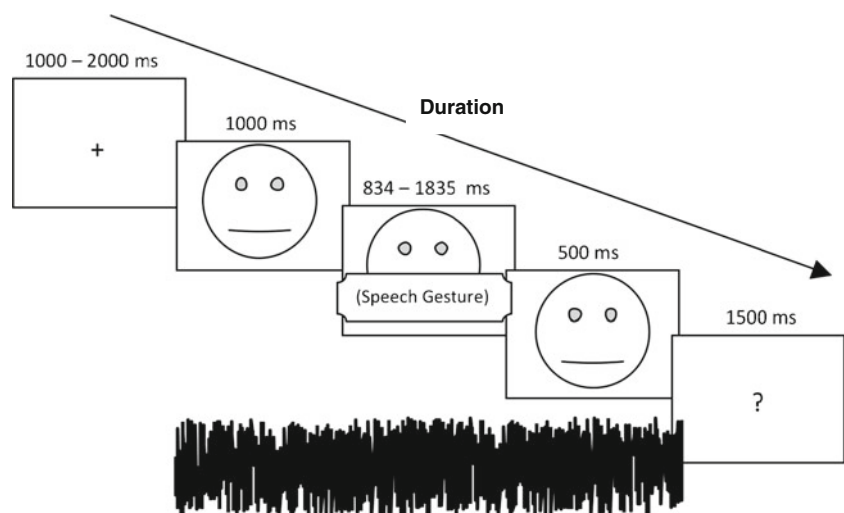 1000 – 2000 ms
+
Duration
1000 ms
834 – 1835 ms
(Speech Gesture)
500 ms
1500 ms
?